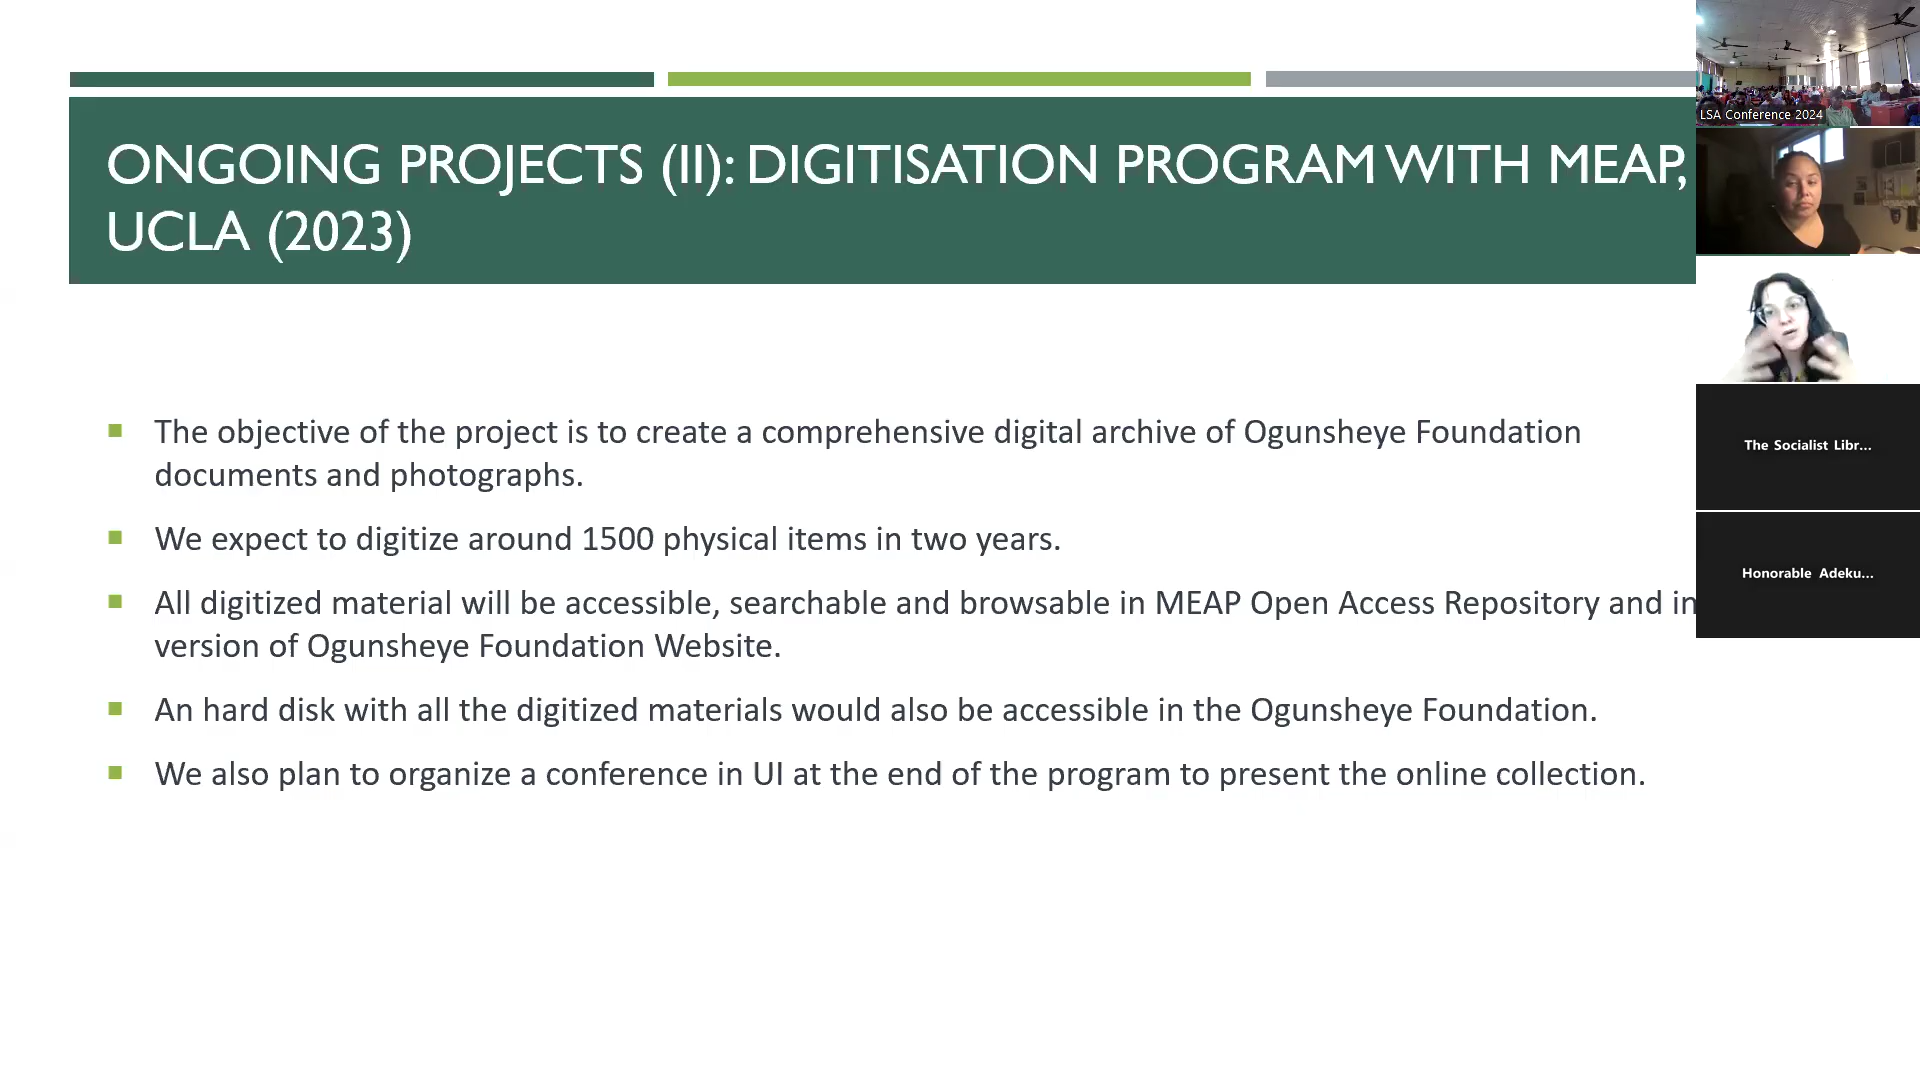 ONGOING PROJECTS (II): DIGITISATION PROGRAM WITH MEAP,
UCLA (2023)
The objective of the project is to create a comprehensive digital archive of Ogunsheye Foundation
documents and photographs.
We expect to digitize around 1500 physical items in two years.
All digitized material will be accessible, searchable and browsable in MEAP Open Access Repository and in
version of Ogunsheye Foundation Website.
An hard disk with all the digitized materials would also be accessible in the Ogunsheye Foundation.
We also plan to organize a conference in UI at the end of the program to present the online collection.
LSA Conference 2024
The Socialist Libr...
Honorable Adeku...